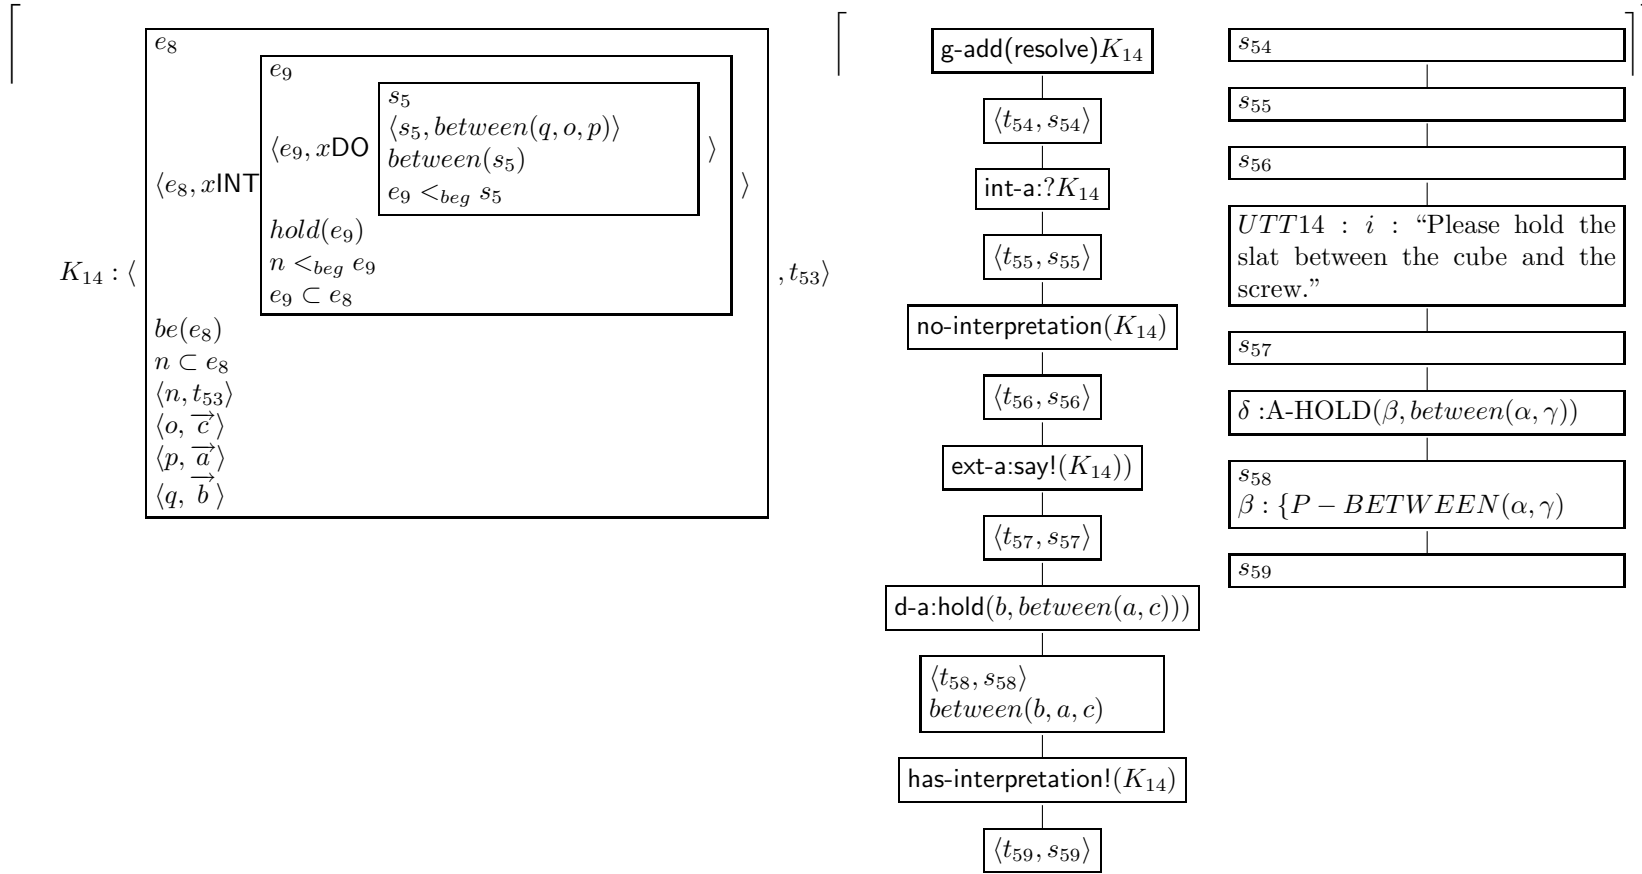 e₈
e₉
s₅
⟨s₅, between(q, o, p)⟩
⟨e₉, xDO
between(s₅)
⟩
e₉ <beg s₅
⟨e₈, xINT
⟩
hold(e₉)
n <beg e₉
K₁₄ : ⟨
, t₅₃⟩
e₉ ⊂ e₈
be(e₈)
n ⊂ e₈
⟨n, t₅₃⟩
⟨o, c⃗⟩
⟨p, a⃗⟩
⟨q, b⃗⟩
g-add(resolve)K₁₄
⟨t₅₄, s₅₄⟩
int-a:?K₁₄
⟨t₅₅, s₅₅⟩
no-interpretation(K₁₄)
⟨t₅₆, s₅₆⟩
ext-a:say!(K₁₄))
⟨t₅₇, s₅₇⟩
d-a:hold(b, between(a, c)))
⟨t₅₈, s₅₈⟩
between(b, a, c)
has-interpretation!(K₁₄)
⟨t₅₉, s₅₉⟩
s₅₄
s₅₅
s₅₆
UTT14 : i : “Please hold the
slat between the cube and the
screw.”
s₅₇
δ :A-HOLD(β, between(α, γ))
s₅₈
β : {P − BETWEEN(α, γ)
s₅₉